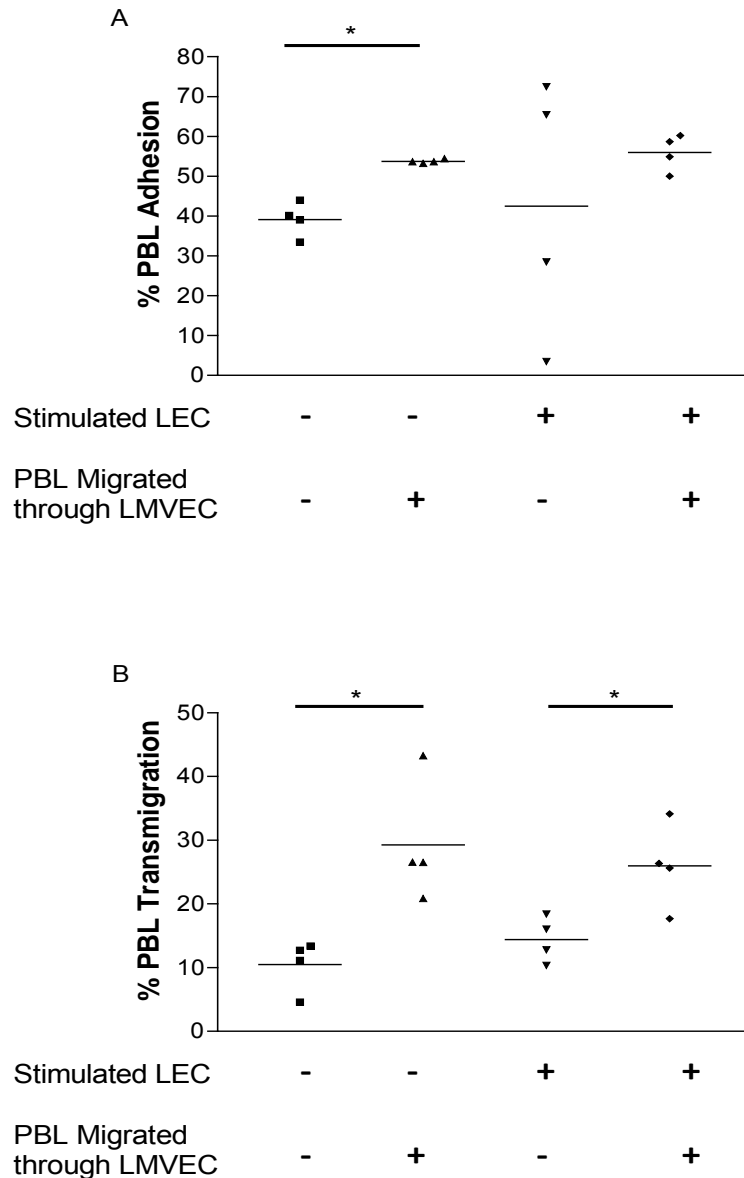 A
*
% PBL Adhesion
80
70
60
50
40
30
20
10
0
Stimulated LEC - - + +
PBL Migrated
through LMVEC - + - +
B
* *
% PBL Transmigration
50
40
30
20
10
0
Stimulated LEC - - + +
PBL Migrated
through LMVEC - + - +